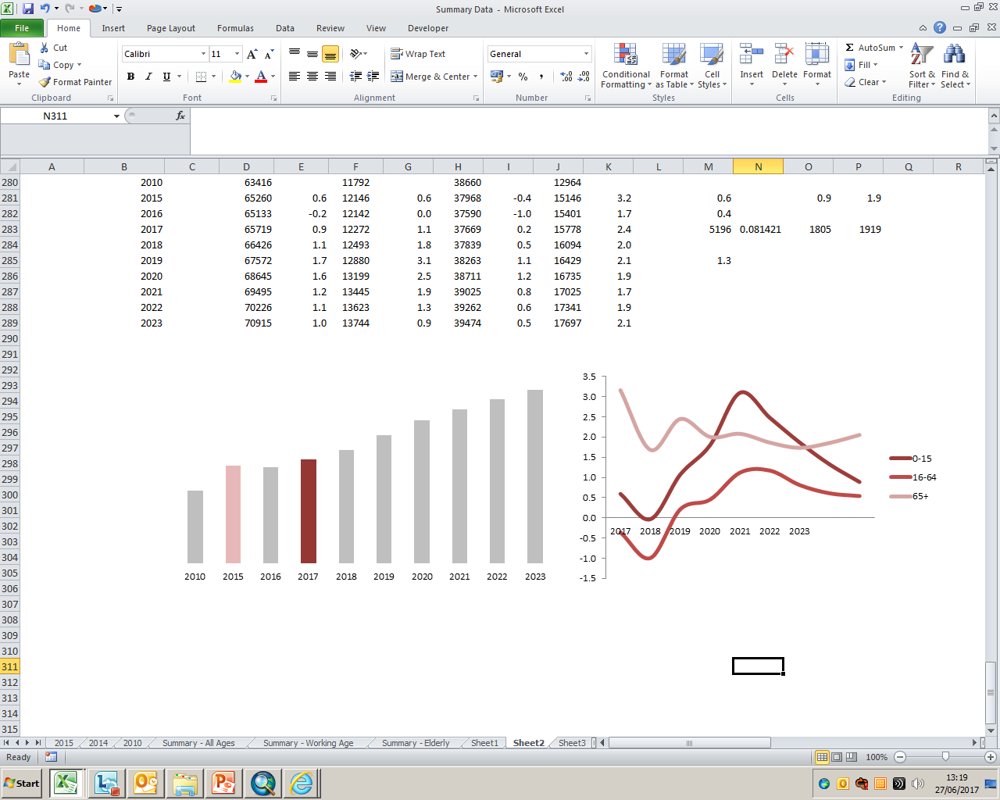 Summary Data - Microsoft Excel
File Home Insert Page Layout Formulas Data Review View Developer
Paste Cut Copy Format Painter Clipboard
Calibri 11 B I U A A A Font
Wrap Text Merge & Center Alignment
General % , .00 .0 Number
Conditional Formatting Format as Table Cell Styles Styles
Insert Delete Format Cells
Σ AutoSum Fill Clear Sort & Filter Find & Select Editing
N311 fx
A B C D E F G H I J K L M N O P Q R
280 2010 63416 11792 38660 12964
281 2015 65260 0.6 12146 0.6 37968 -0.4 15146 3.2 0.6 0.9 1.9
282 2016 65133 -0.2 12142 0.0 37590 -1.0 15401 1.7 0.4
283 2017 65719 0.9 12272 1.1 37669 0.2 15778 2.4 5196 0.081421 1805 1919
284 2018 66426 1.1 12493 1.8 37839 0.5 16094 2.0
285 2019 67572 1.7 12880 3.1 38263 1.1 16429 2.1 1.3
286 2020 68645 1.6 13199 2.5 38711 1.2 16735 1.9
287 2021 69495 1.2 13445 1.9 39025 0.8 17025 1.7
288 2022 70226 1.1 13623 1.3 39262 0.6 17341 1.9
289 2023 70915 1.0 13744 0.9 39474 0.5 17697 2.1
290
291
292
293
294
295
296
297
298
299
300
301
302
303
304
305
306
307
308
309
310
311
312
313
314
315
2010 2015 2016 2017 2018 2019 2020 2021 2022 2023
3.5
3.0
2.5
2.0
1.5
1.0
0.5
0.0
-0.5
-1.0
-1.5
2017 2018 2019 2020 2021 2022 2023
0-15
16-64
65+
2015 2014 2010 Summary - All Ages Summary - Working Age Summary - Elderly Sheet1 Sheet2 Sheet3
Ready 100%
Start 13:19
27/06/2017